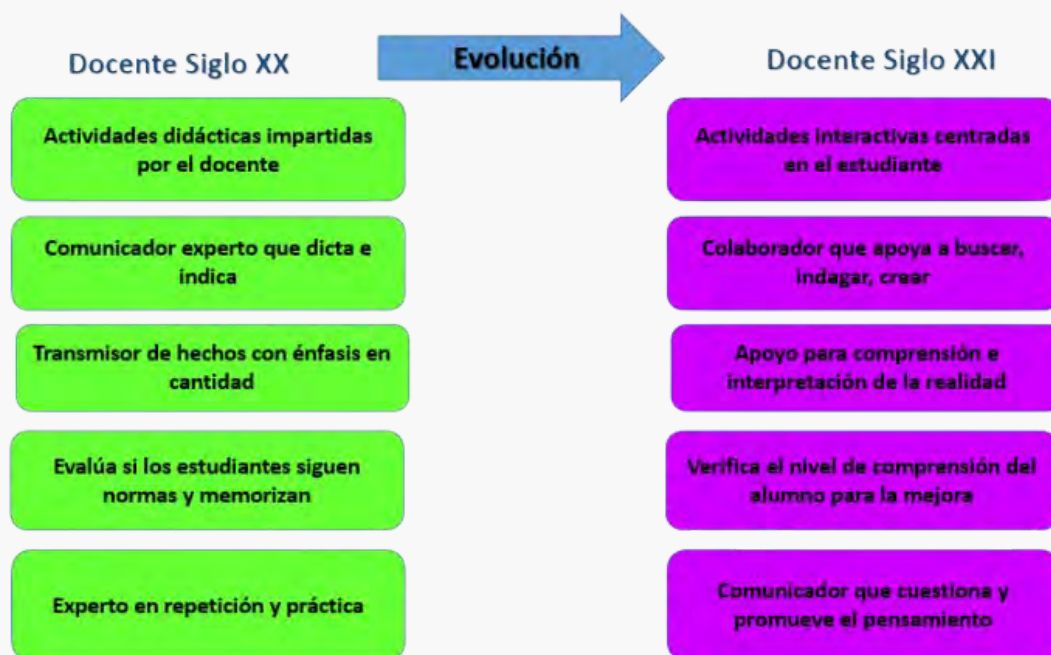 Docente Siglo XX
Evolución
Docente Siglo XXI
Actividades didácticas impartidas
por el docente
Actividades interactivas centradas
en el estudiante
Comunicador experto que dicta e
indica
Colaborador que apoya a buscar,
indagar, crear
Transmisor de hechos con énfasis en
cantidad
Apoyo para comprensión e
interpretación de la realidad
Evalúa si los estudiantes siguen
normas y memorizan
Verifica el nivel de comprensión del
alumno para la mejora
Experto en repetición y práctica
Comunicador que cuestiona y
promueve el pensamiento